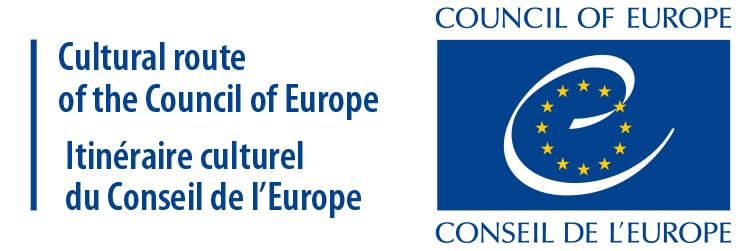 Cultural route
of the Council of Europe
Itinéraire culturel
du Conseil de l'Europe
COUNCIL OF EUROPE
CONSEIL DE L'EUROPE